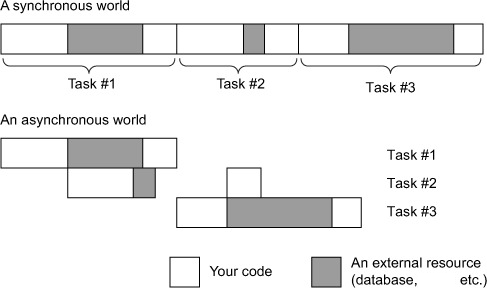 A synchronous world
Task #1
Task #2
Task #3
An asynchronous world
Task #1
Task #2
Task #3
Your code
An external resource
(database, etc.)